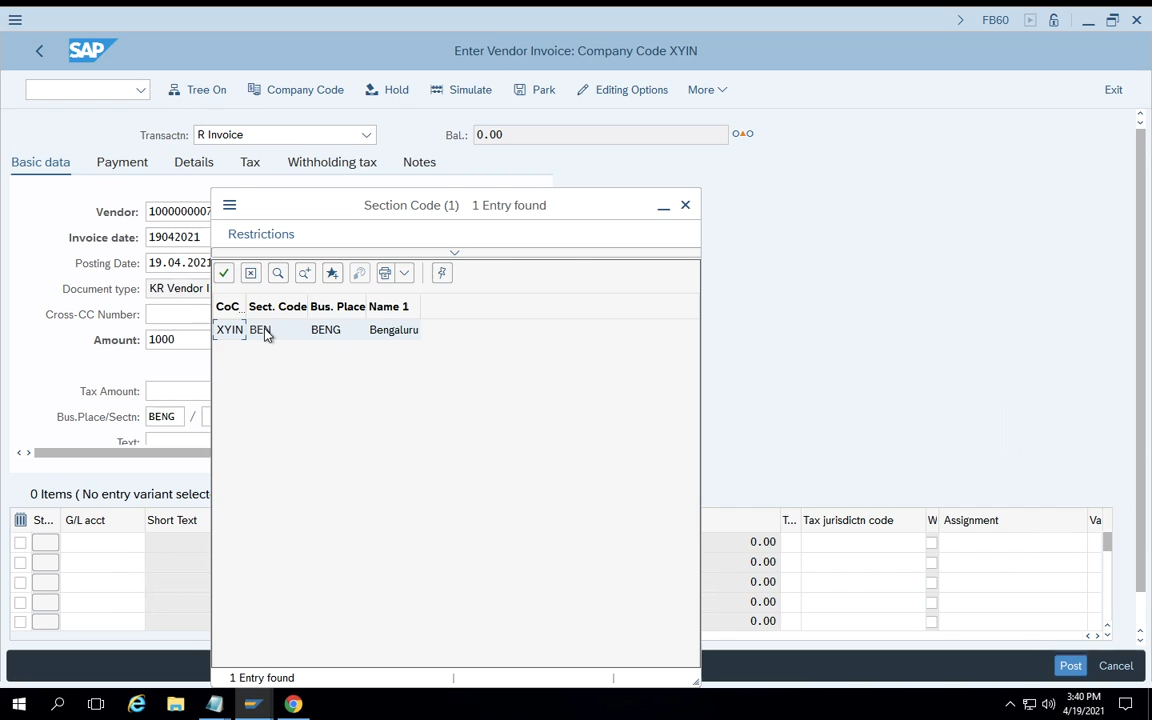 FB60
SAP
Enter Vendor Invoice: Company Code XYIN
Tree On Company Code Hold Simulate Park Editing Options More Exit
Transactn: R Invoice Bal.: 0.00
Basic data Payment Details Tax Withholding tax Notes
Vendor: 1000000007
Invoice date: 19042021
Posting Date: 19.04.2021
Document type: KR Vendor I
Cross-CC Number:
Amount: 1000
Tax Amount:
Bus.Place/Sectn: BENG /
Text:
Section Code (1) 1 Entry found
Restrictions
CoC... Sect. Code Bus. Place Name 1
XYIN BEN BENG Bengaluru
1 Entry found
0 Items ( No entry variant select
St... G/L acct Short Text T... Tax jurisdictn code W Assignment Va
0.00
0.00
0.00
0.00
0.00
Post Cancel
3:40 PM
4/19/2021